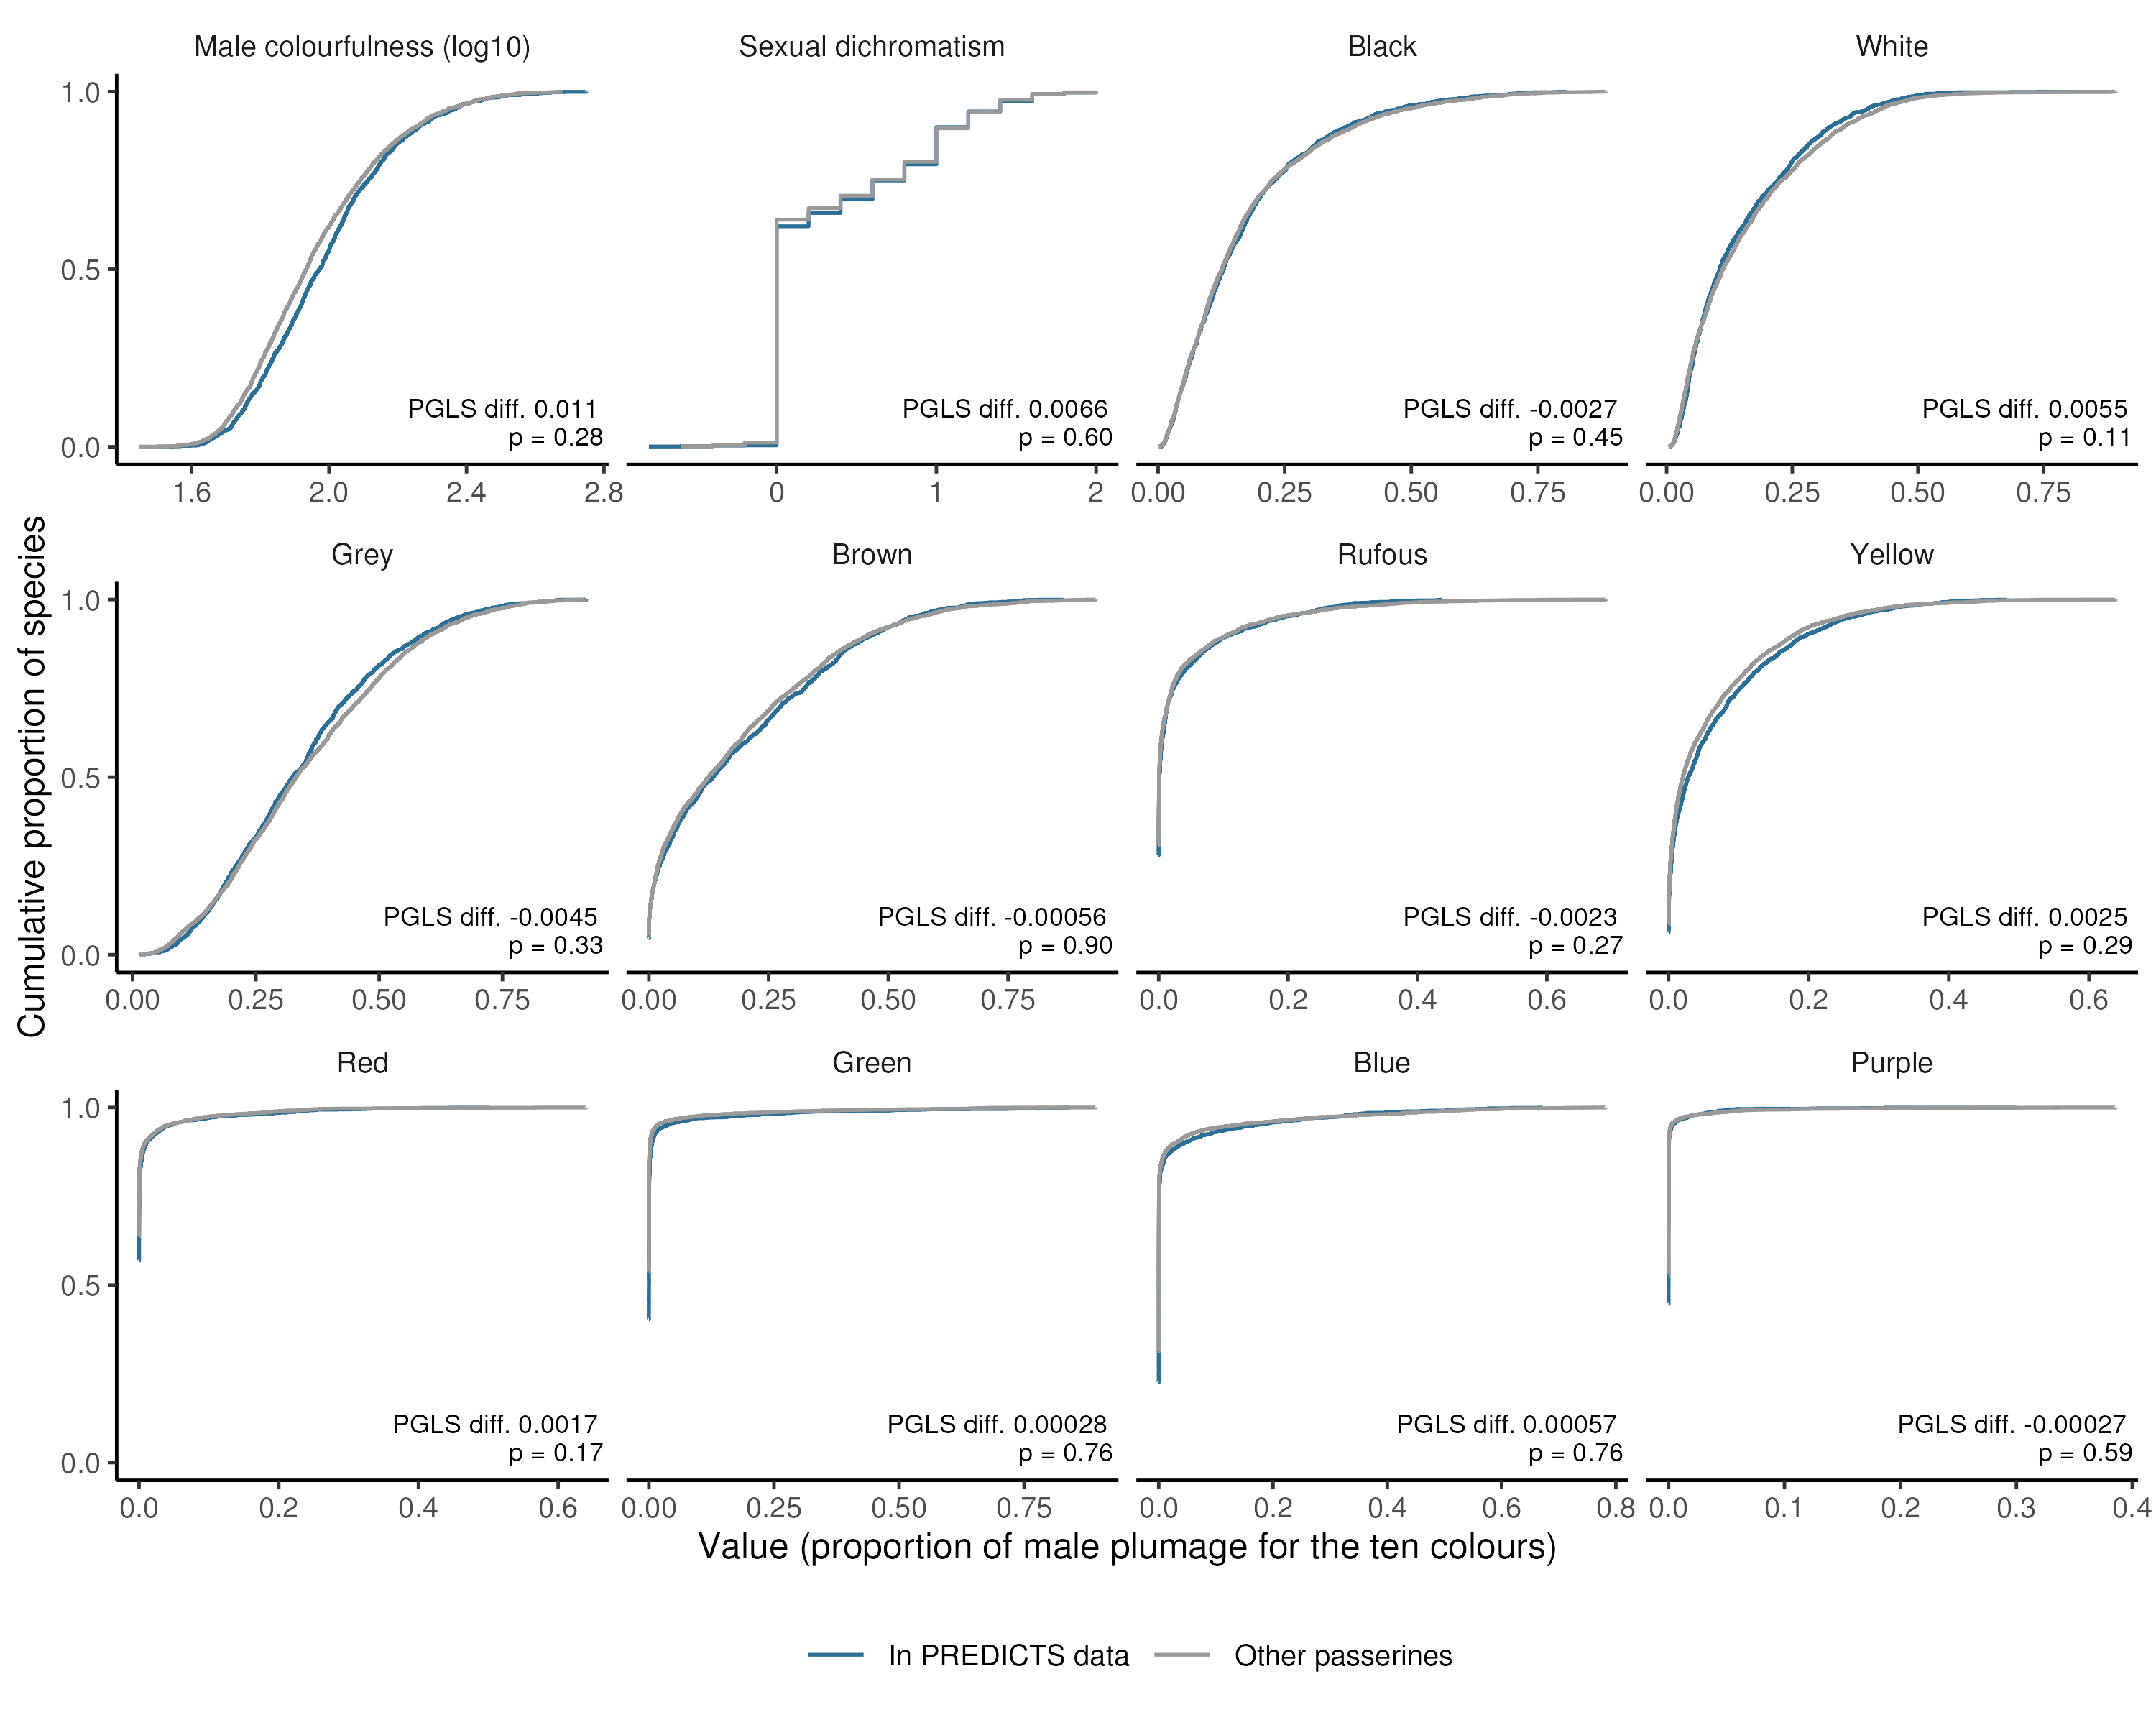 Male colourfulness (log10)
Sexual dichromatism
Black
White
1.0
0.5
0.0
PGLS diff. 0.011
p = 0.28
PGLS diff. 0.0066
p = 0.60
PGLS diff. -0.0027
p = 0.45
PGLS diff. 0.0055
p = 0.11
1.6 2.0 2.4 2.8
0 1 2
0.00 0.25 0.50 0.75
0.00 0.25 0.50 0.75
Cumulative proportion of species
Grey
Brown
Rufous
Yellow
1.0
0.5
0.0
PGLS diff. -0.0045
p = 0.33
PGLS diff. -0.00056
p = 0.90
PGLS diff. -0.0023
p = 0.27
PGLS diff. 0.0025
p = 0.29
0.00 0.25 0.50 0.75
0.00 0.25 0.50 0.75
0.0 0.2 0.4 0.6
0.0 0.2 0.4 0.6
Red
Green
Blue
Purple
1.0
0.5
0.0
PGLS diff. 0.0017
p = 0.17
PGLS diff. 0.00028
p = 0.76
PGLS diff. 0.00057
p = 0.76
PGLS diff. -0.00027
p = 0.59
0.0 0.2 0.4 0.6
0.00 0.25 0.50 0.75
0.0 0.2 0.4 0.6 0.8
0.0 0.1 0.2 0.3 0.4
Value (proportion of male plumage for the ten colours)
In PREDICTS data
Other passerines